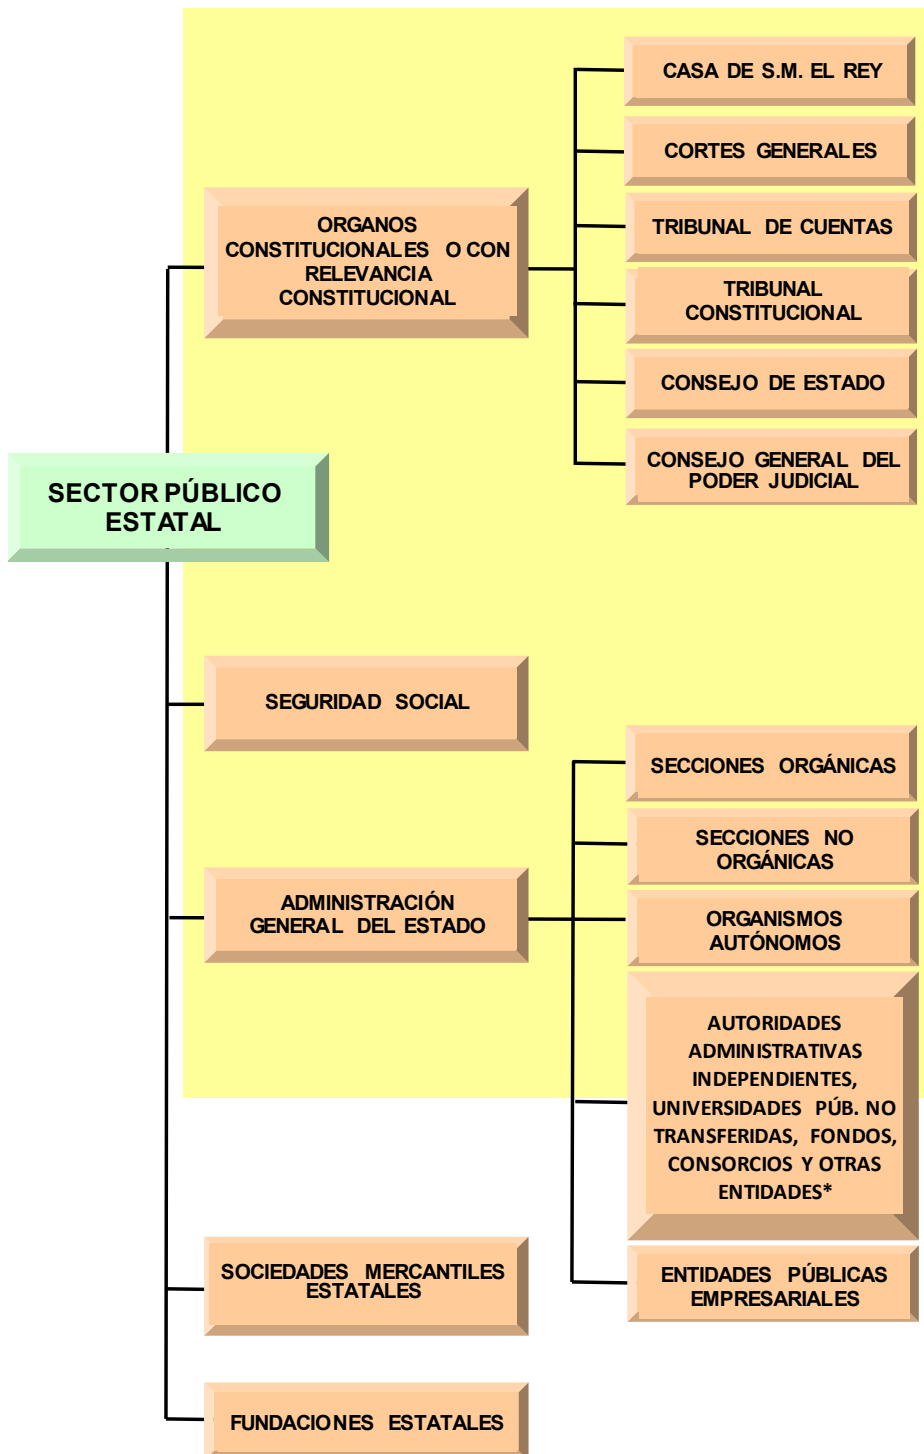 CASA DE S.M. EL REY
CORTES GENERALES
TRIBUNAL DE CUENTAS
TRIBUNAL
CONSTITUCIONAL
CONSEJO DE ESTADO
CONSEJO GENERAL DEL
PODER JUDICIAL
ORGANOS
CONSTITUCIONALES O CON
RELEVANCIA
CONSTITUCIONAL
SECTOR PÚBLICO
ESTATAL
SEGURIDAD SOCIAL
ADMINISTRACIÓN
GENERAL DEL ESTADO
SECCIONES ORGÁNICAS
SECCIONES NO
ORGÁNICAS
ORGANISMOS
AUTÓNOMOS
AUTORIDADES
ADMINISTRATIVAS
INDEPENDIENTES,
UNIVERSIDADES PÚB. NO
TRANSFERIDAS, FONDOS,
CONSORCIOS Y OTRAS
ENTIDADES*
ENTIDADES PÚBLICAS
EMPRESARIALES
SOCIEDADES MERCANTILES
ESTATALES
FUNDACIONES ESTATALES